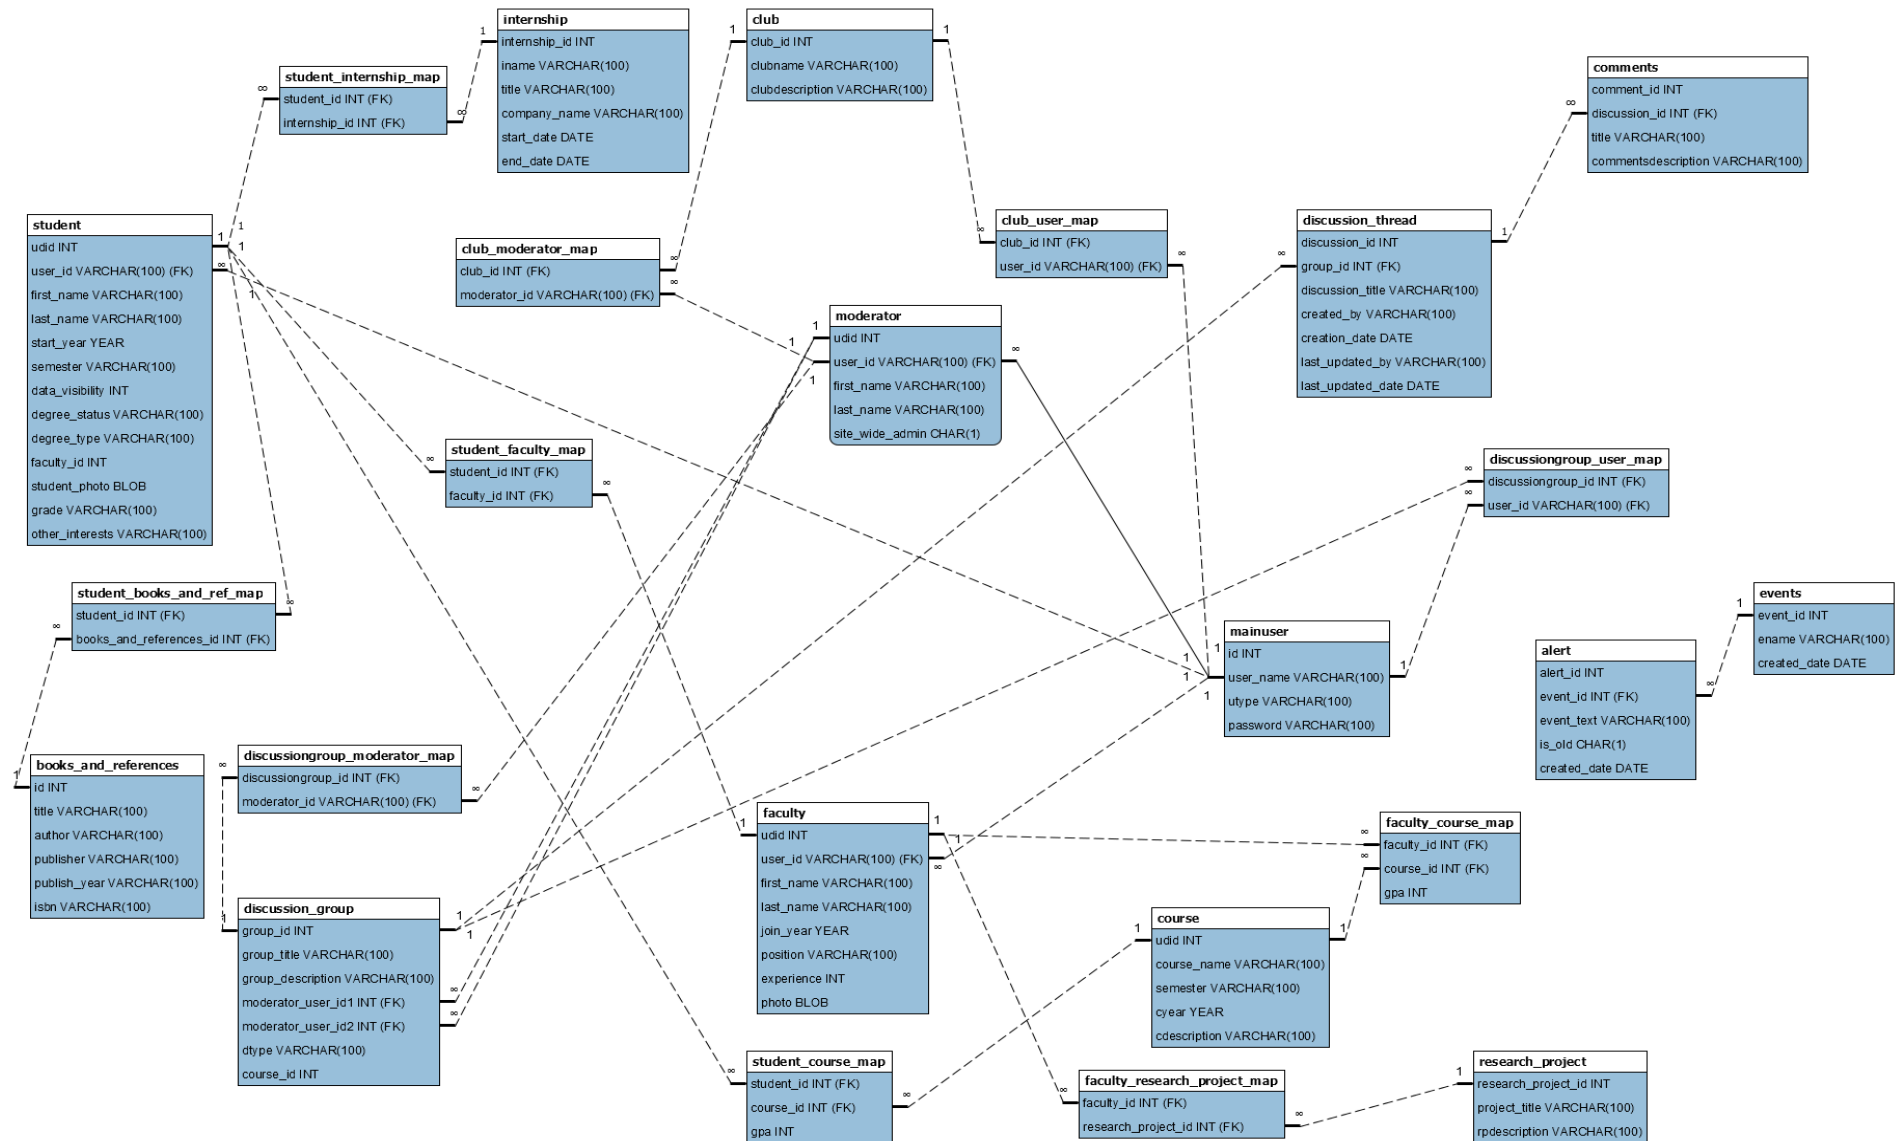 internship
internship_id INT
iname VARCHAR(100)
title VARCHAR(100)
company_name VARCHAR(100)
start_date DATE
end_date DATE
club
club_id INT
clubname VARCHAR(100)
clubdescription VARCHAR(100)
student_internship_map
student_id INT (FK)
internship_id INT (FK)
comments
comment_id INT
discussion_id INT (FK)
title VARCHAR(100)
commentsdescription VARCHAR(100)
student
udid INT
user_id VARCHAR(100) (FK)
first_name VARCHAR(100)
last_name VARCHAR(100)
start_year YEAR
semester VARCHAR(100)
data_visibility INT
degree_status VARCHAR(100)
degree_type VARCHAR(100)
faculty_id INT
student_photo BLOB
grade VARCHAR(100)
other_interests VARCHAR(100)
club_moderator_map
club_id INT (FK)
moderator_id VARCHAR(100) (FK)
club_user_map
club_id INT (FK)
user_id VARCHAR(100) (FK)
discussion_thread
discussion_id INT
group_id INT (FK)
discussion_title VARCHAR(100)
created_by VARCHAR(100)
creation_date DATE
last_updated_by VARCHAR(100)
last_updated_date DATE
moderator
udid INT
user_id VARCHAR(100) (FK)
first_name VARCHAR(100)
last_name VARCHAR(100)
site_wide_admin CHAR(1)
student_faculty_map
student_id INT (FK)
faculty_id INT (FK)
discussiongroup_user_map
discussiongroup_id INT (FK)
user_id VARCHAR(100) (FK)
student_books_and_ref_map
student_id INT (FK)
books_and_references_id INT (FK)
mainuser
id INT
user_name VARCHAR(100)
utype VARCHAR(100)
password VARCHAR(100)
events
event_id INT
ename VARCHAR(100)
created_date DATE
alert
alert_id INT
event_id INT (FK)
event_text VARCHAR(100)
is_old CHAR(1)
created_date DATE
books_and_references
id INT
title VARCHAR(100)
author VARCHAR(100)
publisher VARCHAR(100)
publish_year VARCHAR(100)
isbn VARCHAR(100)
discussiongroup_moderator_map
discussiongroup_id INT (FK)
moderator_id VARCHAR(100) (FK)
discussion_group
group_id INT
group_title VARCHAR(100)
group_description VARCHAR(100)
moderator_user_id1 INT (FK)
moderator_user_id2 INT (FK)
dtype VARCHAR(100)
course_id INT
faculty
udid INT
user_id VARCHAR(100) (FK)
first_name VARCHAR(100)
last_name VARCHAR(100)
join_year YEAR
position VARCHAR(100)
experience INT
photo BLOB
faculty_course_map
faculty_id INT (FK)
course_id INT (FK)
gpa INT
course
udid INT
course_name VARCHAR(100)
semester VARCHAR(100)
cyear YEAR
cdescription VARCHAR(100)
student_course_map
student_id INT (FK)
course_id INT (FK)
gpa INT
faculty_research_project_map
faculty_id INT (FK)
research_project_id INT (FK)
research_project
research_project_id INT
project_title VARCHAR(100)
rpdescription VARCHAR(100)